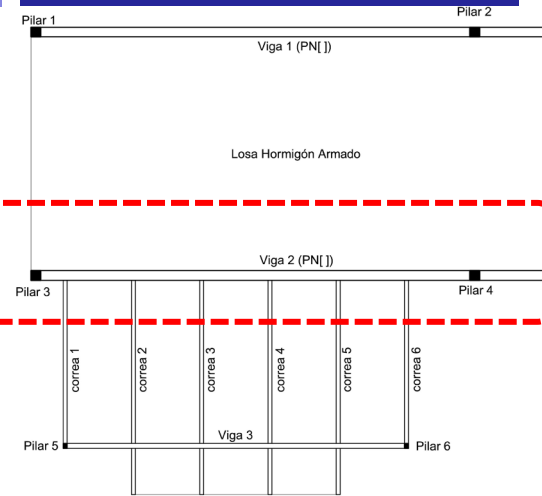 Pilar 1
Pilar 2
Viga 1 (PN[ ])
Losa Hormigón Armado
Viga 2 (PN[ ])
Pilar 3
Pilar 4
correa 1
correa 2
correa 3
correa 4
correa 5
correa 6
Viga 3
Pilar 5
Pilar 6